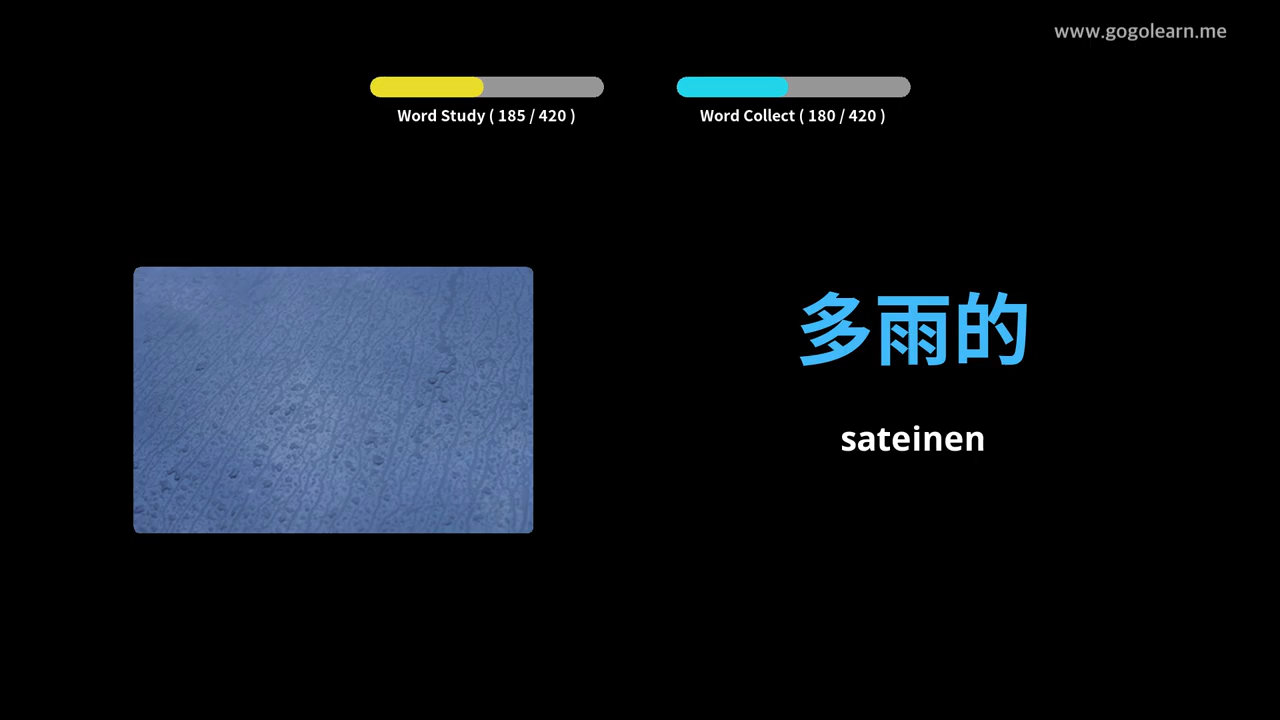 www.gogolearn.me
Word Study ( 185 / 420 )
Word Collect ( 180 / 420 )
多雨的
sateinen